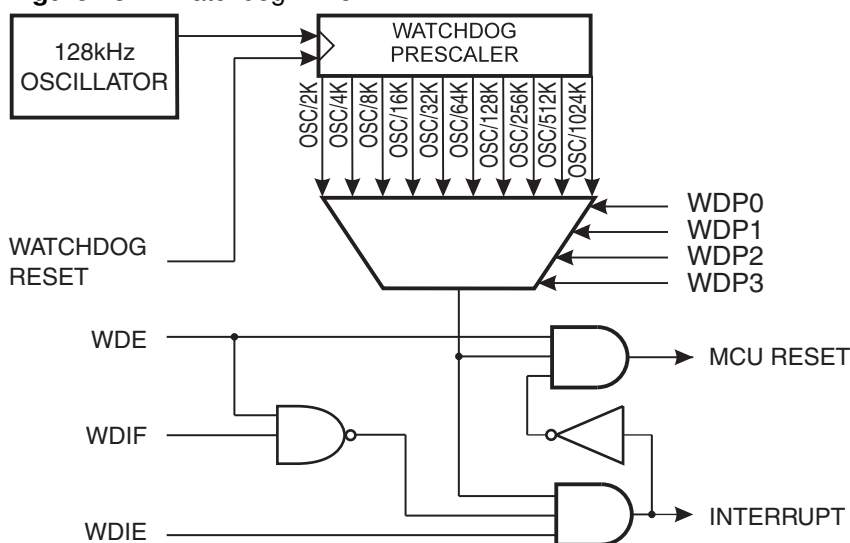 128kHz
OSCILLATOR
WATCHDOG
PRESCALER
OSC/2K
OSC/4K
OSC/8K
OSC/16K
OSC/32K
OSC/64K
OSC/128K
OSC/256K
OSC/512K
OSC/1024K
WDP0
WDP1
WDP2
WDP3
WATCHDOG
RESET
WDE
MCU RESET
WDIF
INTERRUPT
WDIE